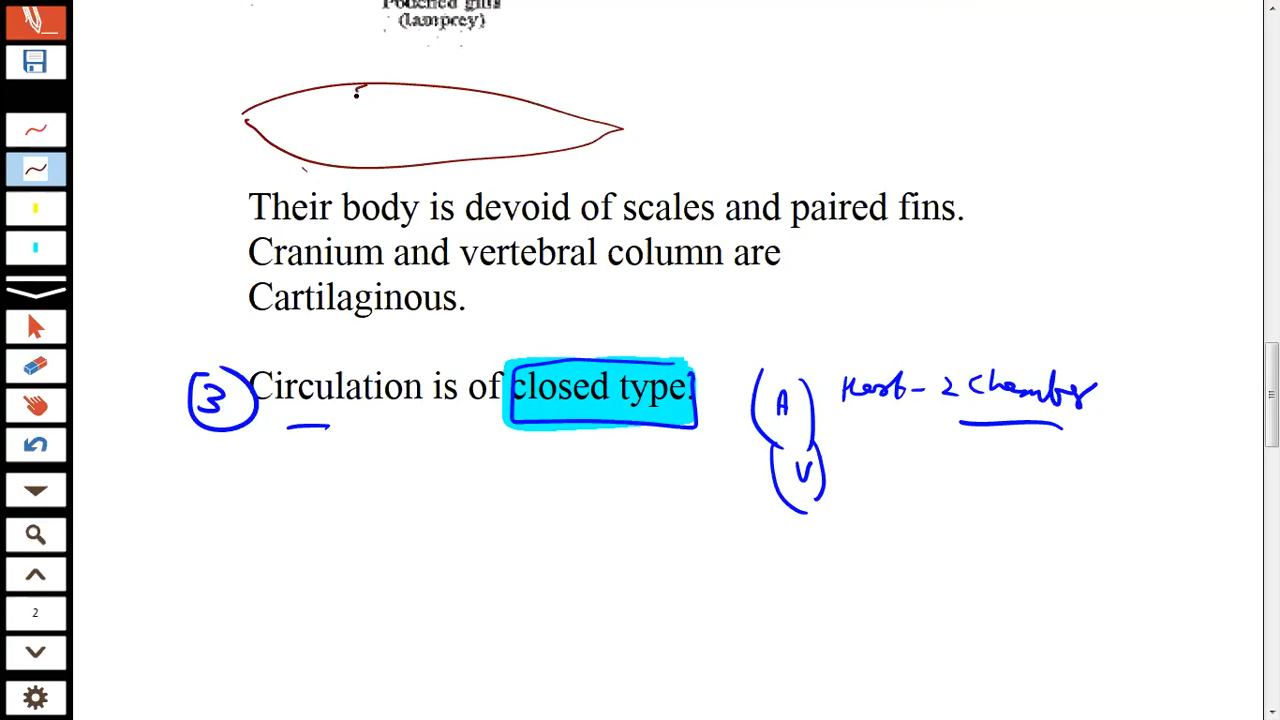 Pouched gills
(lamprey)
Their body is devoid of scales and paired fins.
Cranium and vertebral column are
Cartilaginous.
3 Circulation is of closed type. A - 2 Chamber
V
2